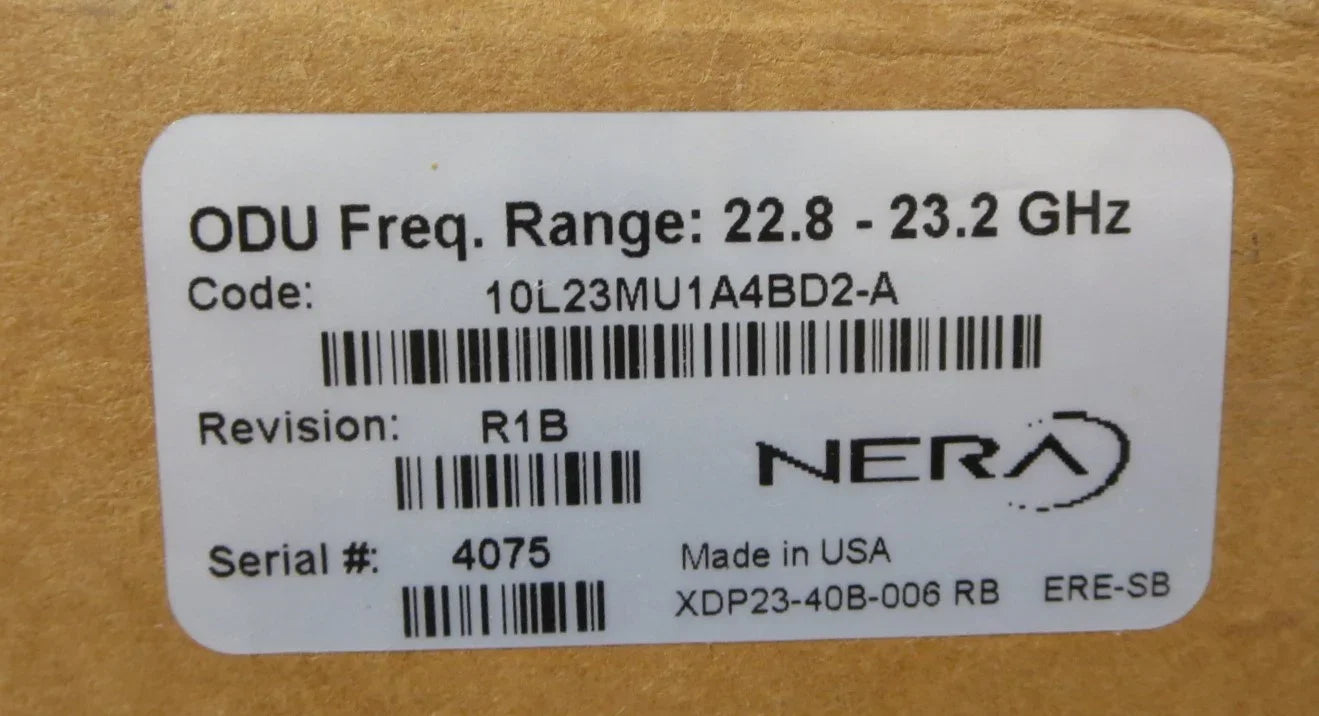 ODU Freq. Range: 22.8 - 23.2 GHz
Code: 10L23MU1A4BD2-A
Revision: R1B
NERA
Serial #: 4075
Made in USA
XDP23-40B-006 RB ERE-SB